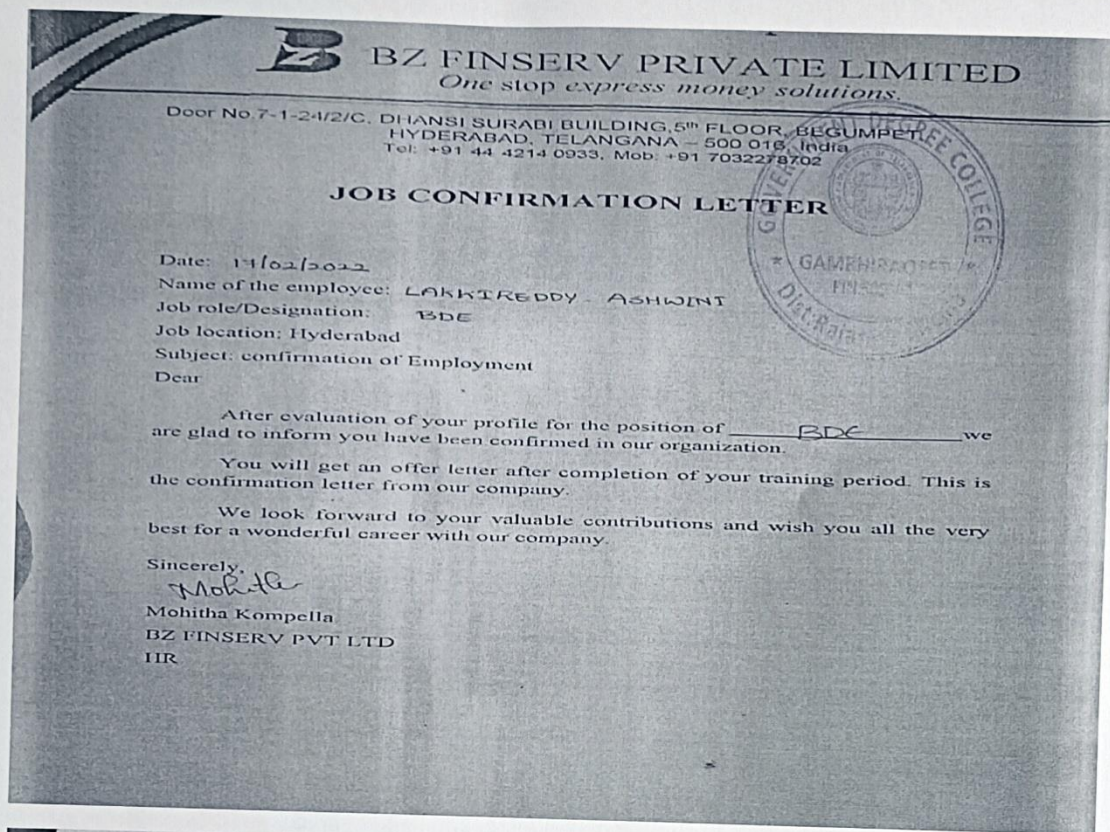 BZ FINSERV PRIVATE LIMITED
One stop express money solutions.
Door No.7-1-24/2/C, DHANSI SURABI BUILDING,5th FLOOR, BEGUMPET,
HYDERABAD, TELANGANA – 500 016, India
Tel: +91 44 4214 0933, Mob: +91 7032278702
GOVERNMENT DEGREE COLLEGE
JOB CONFIRMATION LETTER
Date: 17/02/2022
Name of the employee: LAKKIREDDY. ASHWINI
Job role/Designation: BDE
Job location: Hyderabad
Subject: confirmation of Employment
Dear
After evaluation of your profile for the position of BDE we
are glad to inform you have been confirmed in our organization.
You will get an offer letter after completion of your training period. This is
the confirmation letter from our company.
We look forward to your valuable contributions and wish you all the very
best for a wonderful career with our company.
Sincerely,
Mohitha
Mohitha Kompella
BZ FINSERV PVT LTD
HR